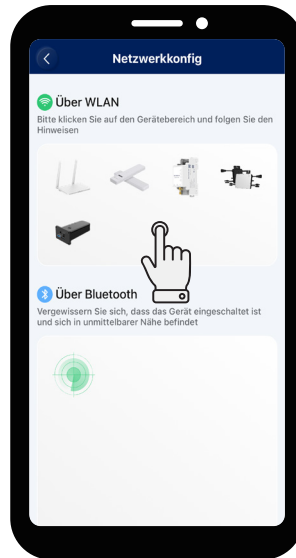 Netzwerkkonfig
Über WLAN
Bitte klicken Sie auf den Gerätebereich und folgen Sie den
Hinweisen
Über Bluetooth
Vergewissern Sie sich, dass das Gerät eingeschaltet ist
und sich in unmittelbarer Nähe befindet